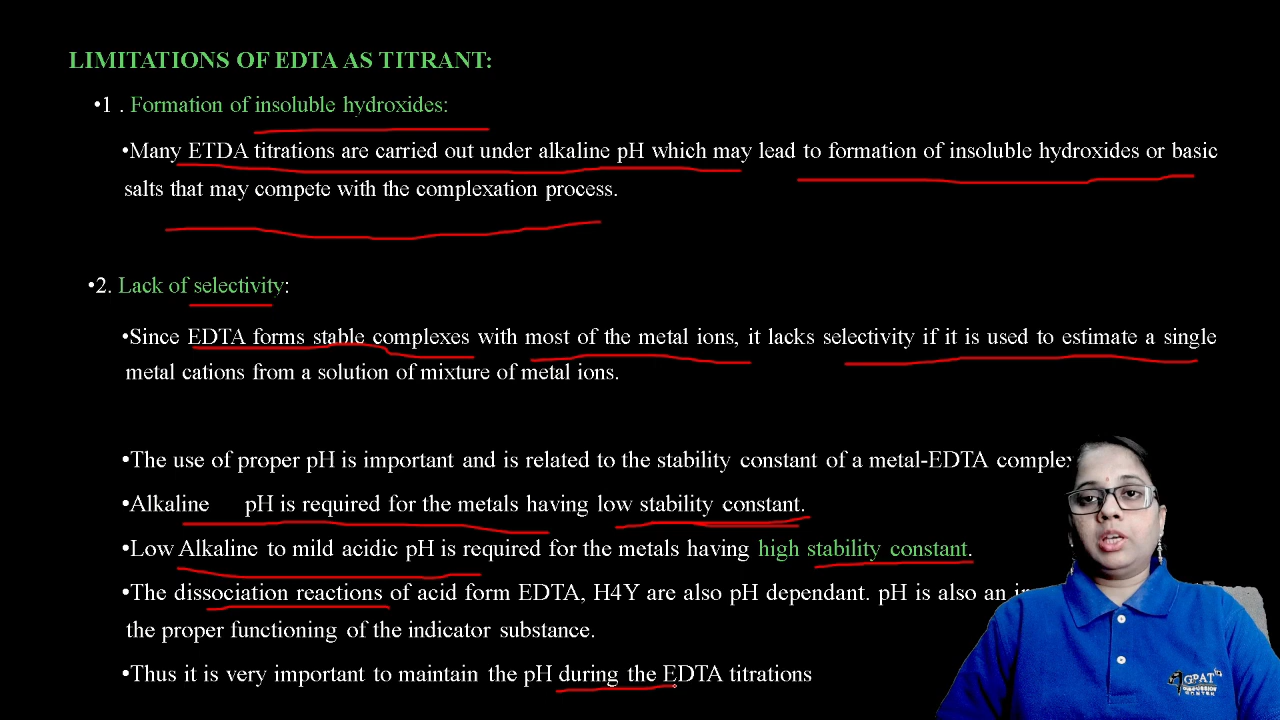 LIMITATIONS OF EDTA AS TITRANT:
•1 . Formation of insoluble hydroxides:
•Many ETDA titrations are carried out under alkaline pH which may lead to formation of insoluble hydroxides or basic
salts that may compete with the complexation process.
•2. Lack of selectivity:
•Since EDTA forms stable complexes with most of the metal ions, it lacks selectivity if it is used to estimate a single
metal cations from a solution of mixture of metal ions.
•The use of proper pH is important and is related to the stability constant of a metal-EDTA complex
•Alkaline pH is required for the metals having low stability constant.
•Low Alkaline to mild acidic pH is required for the metals having high stability constant.
•The dissociation reactions of acid form EDTA, H4Y are also pH dependant. pH is also an
the proper functioning of the indicator substance.
•Thus it is very important to maintain the pH during the EDTA titrations
GPAT
DISCUSSION
CENTER